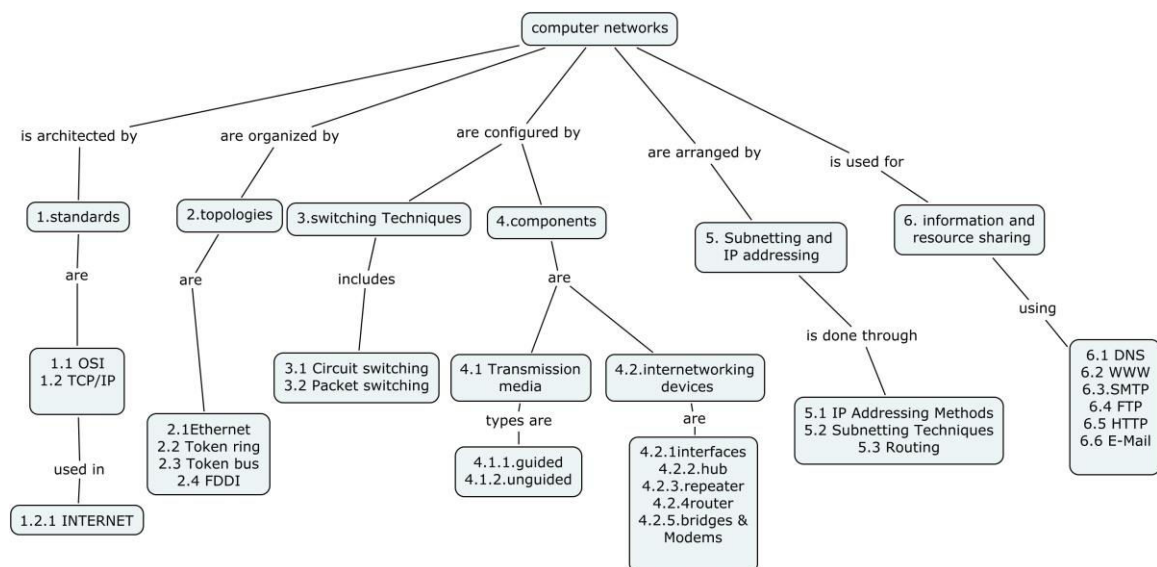 computer networks
is architected by
are organized by
are configured by
are arranged by
is used for
1.standards
2.topologies
3.switching Techniques
4.components
5. Subnetting and
IP addressing
6. information and
resource sharing
are
are
includes
are
is done through
using
1.1 OSI
1.2 TCP/IP
2.1Ethernet
2.2 Token ring
2.3 Token bus
2.4 FDDI
3.1 Circuit switching
3.2 Packet switching
4.1 Transmission
media
4.2.internetworking
devices
5.1 IP Addressing Methods
5.2 Subnetting Techniques
5.3 Routing
6.1 DNS
6.2 WWW
6.3.SMTP
6.4 FTP
6.5 HTTP
6.6 E-Mail
used in
types are
are
1.2.1 INTERNET
4.1.1.guided
4.1.2.unguided
4.2.1interfaces
4.2.2.hub
4.2.3.repeater
4.2.4router
4.2.5.bridges &
Modems